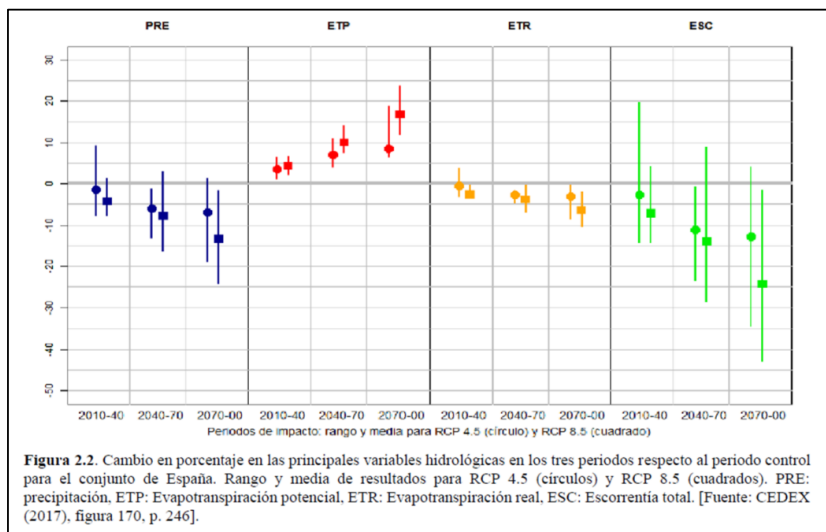 PRE ETP ETR ESC
30
20
10
0
-10
-20
-30
-40
-50
2010-40 2040-70 2070-00 2010-40 2040-70 2070-00 2010-40 2040-70 2070-00 2010-40 2040-70 2070-00
Periodos de impacto: rango y media para RCP 4.5 (círculo) y RCP 8.5 (cuadrado)
Figura 2.2. Cambio en porcentaje en las principales variables hidrológicas en los tres periodos respecto al periodo control
para el conjunto de España. Rango y media de resultados para RCP 4.5 (círculos) y RCP 8.5 (cuadrados). PRE:
precipitación, ETP: Evapotranspiración potencial, ETR: Evapotranspiración real, ESC: Escorrentía total. [Fuente: CEDEX
(2017), figura 170, p. 246].